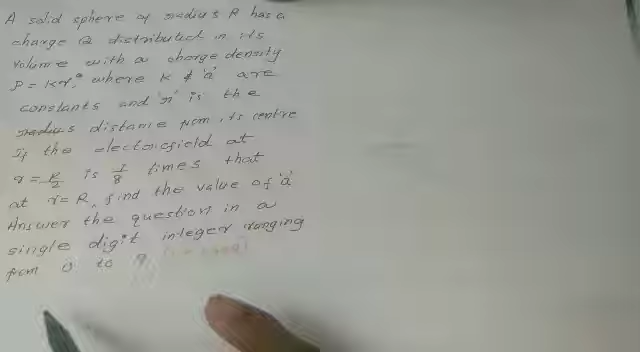 A solid sphere of radius R has a
charge Q distributed in its
volume with a charge density
ρ = kr^a, where k & 'a' are
constants and 'r' is the
radius distance from its centre
If the electricfield at
r = R/2 is 1/8 times that
at r = R, find the value of 'a'
Answer the question in a
single digit integer ranging
from 0 to 9